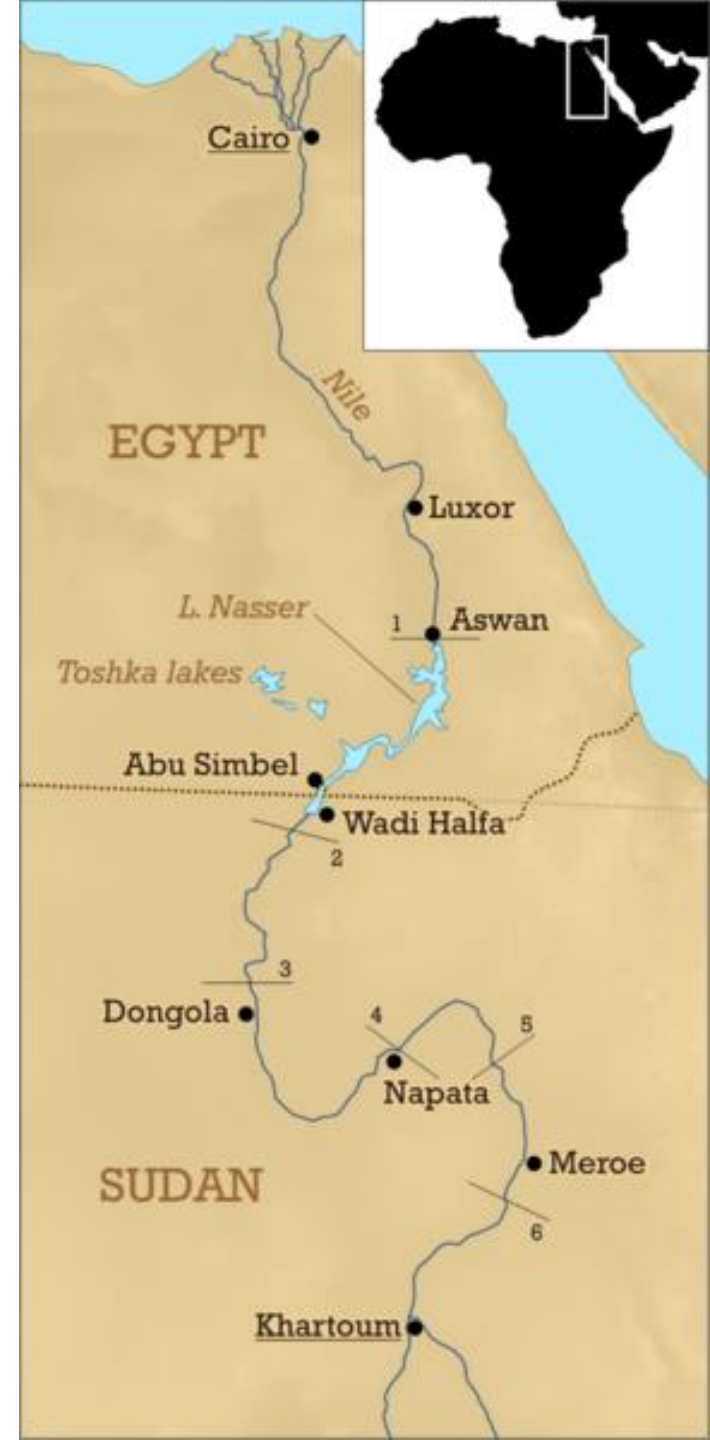 Cairo
Nile
EGYPT
Luxor
L. Nasser
1
Aswan
Toshka lakes
Abu Simbel
Wadi Halfa
2
3
Dongola
4
5
Napata
Meroe
SUDAN
6
Khartoum